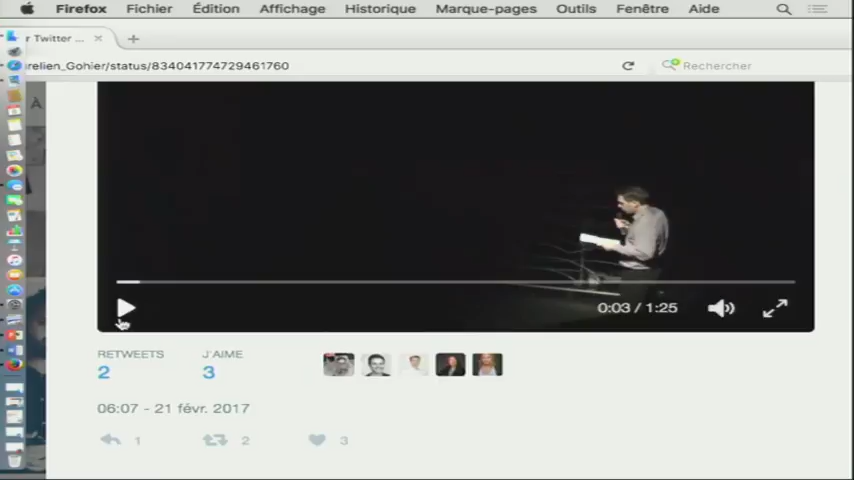 Firefox Fichier Édition Affichage Historique Marque-pages Outils Fenêtre Aide
r Twitter ...
relien_Gohier/status/834041774729461760
Rechercher
À
0:03 / 1:25
RETWEETS J'AIME
2 3
06:07 - 21 févr. 2017
1 2 3